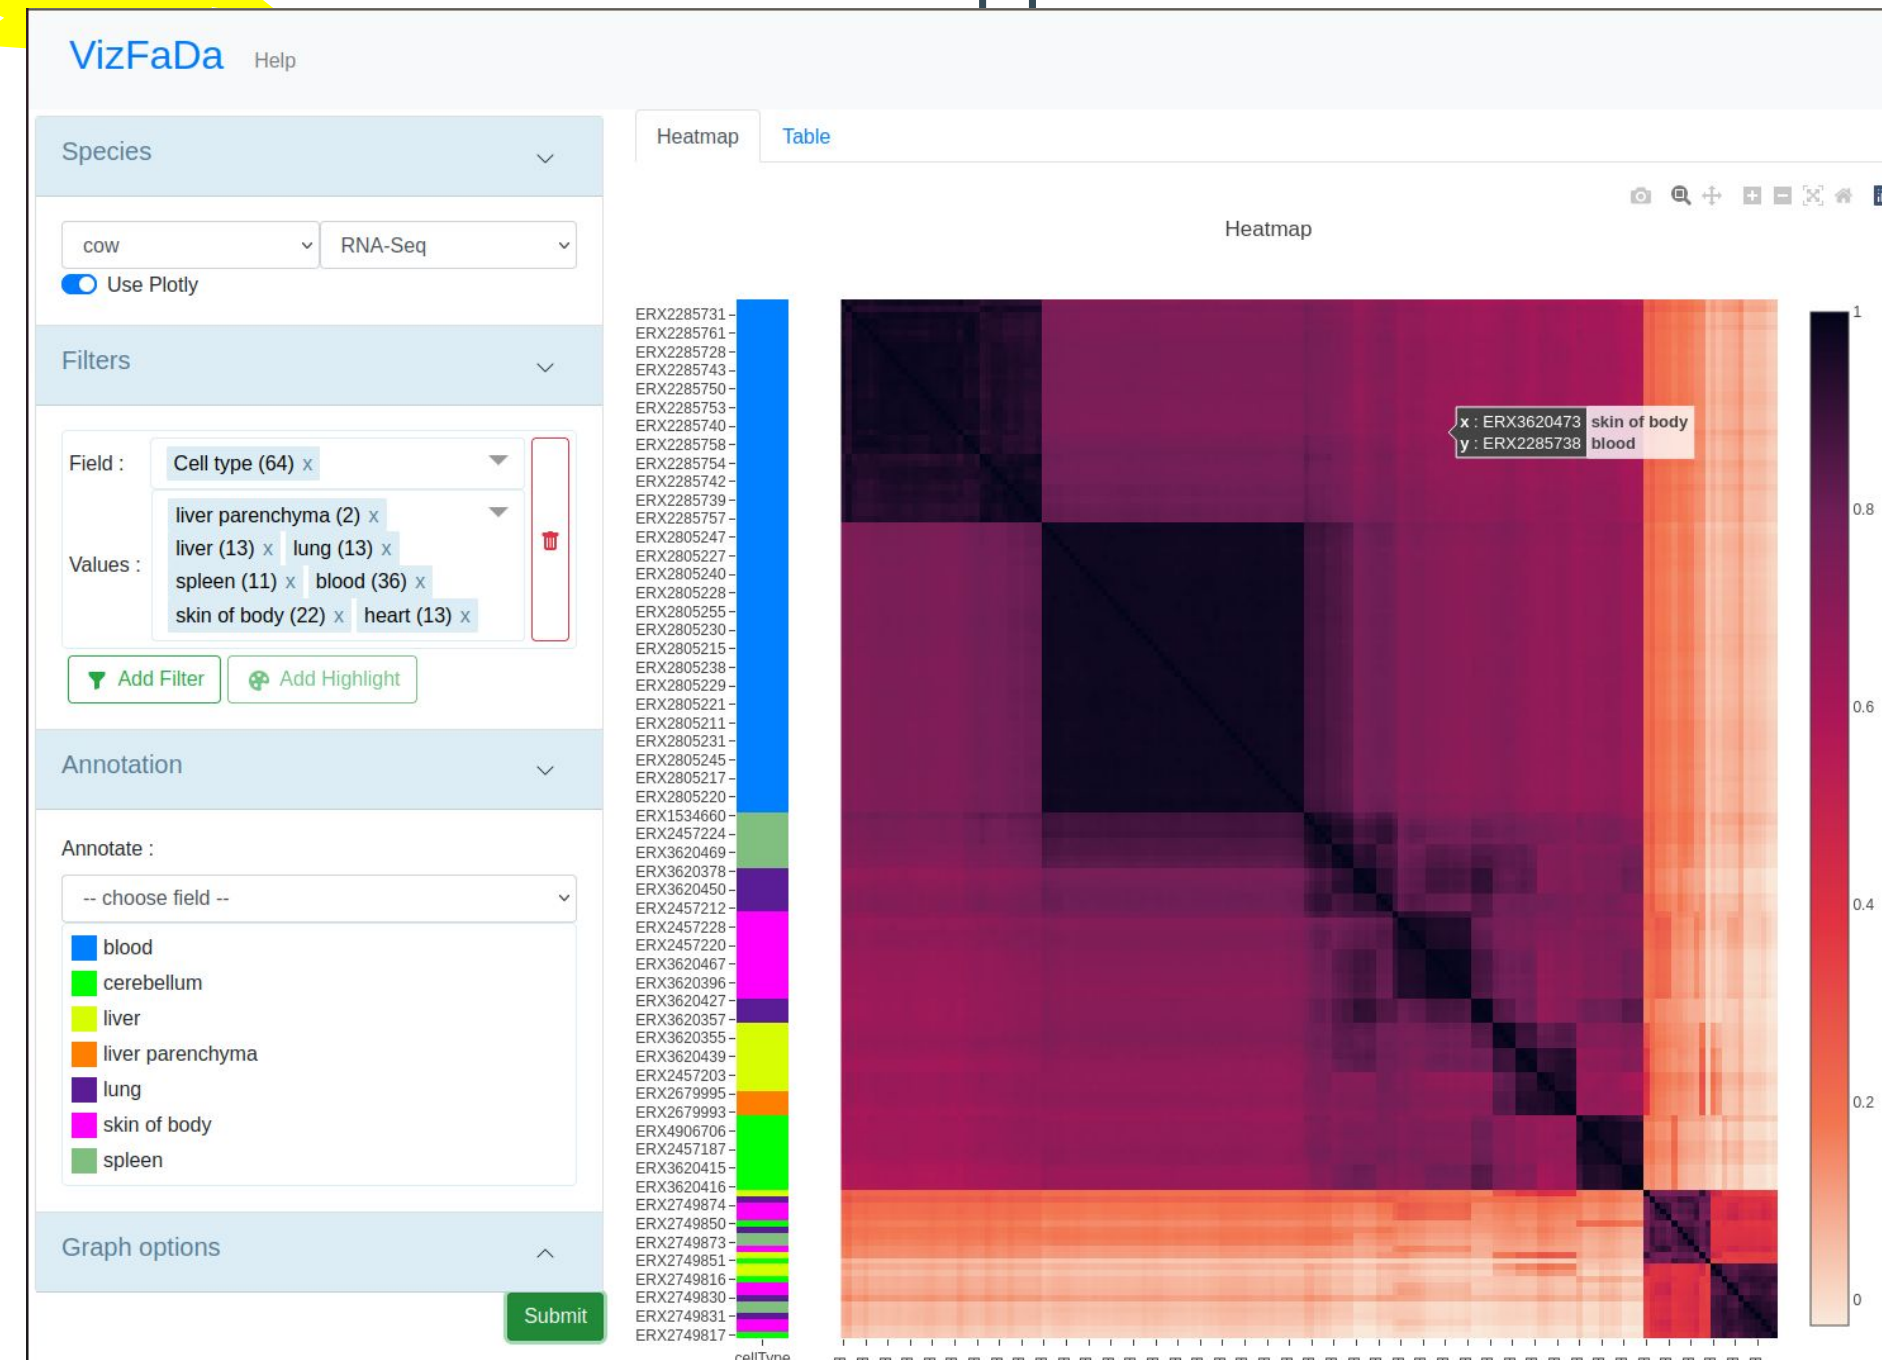 VizFaDa Help
Species
cow RNA-Seq
Use Plotly
Filters
Field : Cell type (64) x
Values :
liver parenchyma (2) x
liver (13) x lung (13) x
spleen (11) x blood (36) x
skin of body (22) x heart (13) x
Add Filter Add Highlight
Annotation
Annotate :
-- choose field --
blood
cerebellum
liver
liver parenchyma
lung
skin of body
spleen
Graph options
Submit
Heatmap Table
Heatmap
ERX2285731
ERX2285761
ERX2285728
ERX2285743
ERX2285750
ERX2285753
ERX2285740
ERX2285758
ERX2285754
ERX2285742
ERX2285739
ERX2285757
ERX2805247
ERX2805227
ERX2805240
ERX2805228
ERX2805255
ERX2805230
ERX2805215
ERX2805238
ERX2805229
ERX2805221
ERX2805211
ERX2805231
ERX2805245
ERX2805217
ERX2805220
ERX1534660
ERX2457224
ERX3620469
ERX3620378
ERX3620450
ERX2457212
ERX2457228
ERX2457220
ERX3620467
ERX3620396
ERX3620427
ERX3620357
ERX3620355
ERX3620439
ERX2457203
ERX2679995
ERX2679993
ERX4906706
ERX2457187
ERX3620415
ERX3620416
ERX2749874
ERX2749850
ERX2749873
ERX2749851
ERX2749816
ERX2749830
ERX2749831
ERX2749817
cellType
x : ERX3620473 skin of body
y : ERX2285738 blood
1
0.8
0.6
0.4
0.2
0